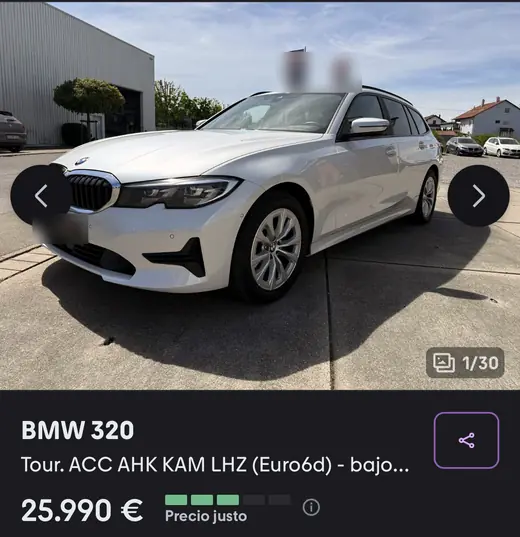 1/30
BMW 320
Tour. ACC AHK KAM LHZ (Euro6d) - bajo...
25.990 €
Precio justo